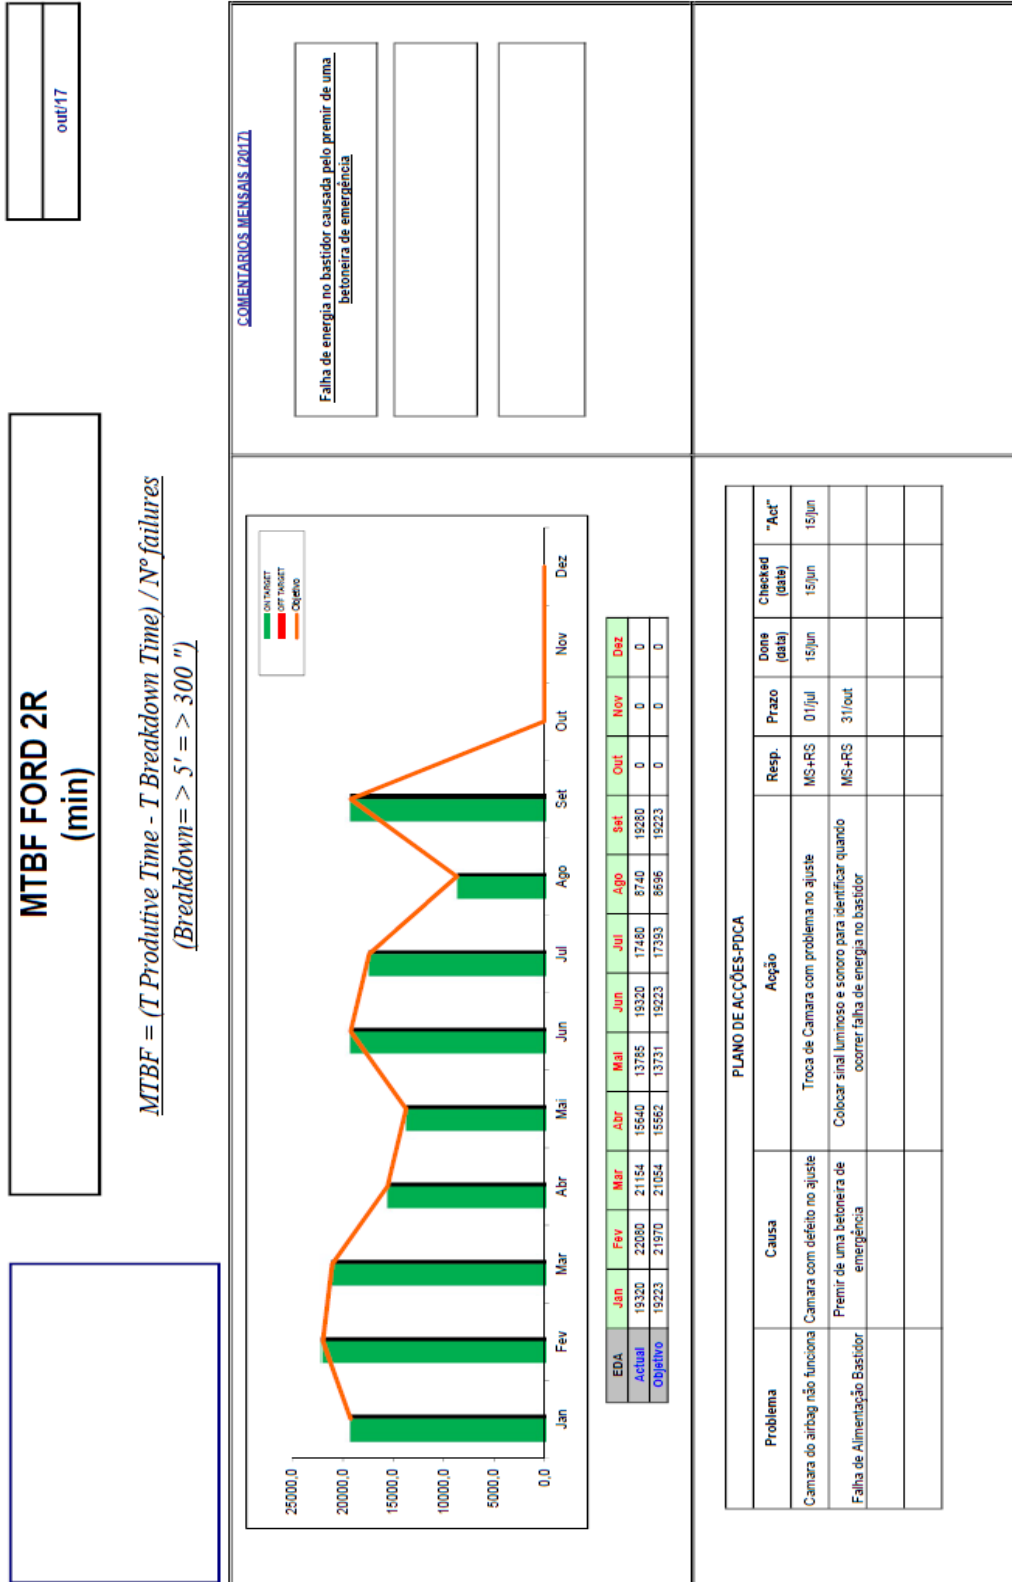 MTBF FORD 2R
(min)
out/17
MTBF = (T Produtive Time - T Breakdown Time) / Nº failures
(Breakdown= > 5' = > 300 ")
25000,0
20000,0
15000,0
10000,0
5000,0
0,0
Jan Fev Mar Abr Mai Jun Jul Ago Set Out Nov Dez
ON TARGET
OFF TARGET
Objetivo
EDA Jan Fev Mar Abr Mai Jun Jul Ago Set Out Nov Dez
Actual 19320 22080 21154 15640 13785 19320 17480 8740 19280 0 0 0
Objetivo 19223 21970 21054 15562 13731 19223 17393 8696 19223 0 0 0
COMENTARIOS MENSAIS (2017)
Falha de energia no bastidor causada pelo premir de uma
betoneira de emergência
PLANO DE ACÇÕES-PDCA
Problema Causa Acção Resp. Prazo Done (data) Checked (date) "Act"
Camara do airbag não funciona Camara com defeito no ajuste Troca de Camara com problema no ajuste MS+RS 01/jul 15/jun 15/jun 15/jun
Falha de Alimentação Bastidor Premir de uma betoneira de emergência Colocar sinal luminoso e sonoro para identificar quando ocorrer falha de energia no bastidor MS+RS 31/out